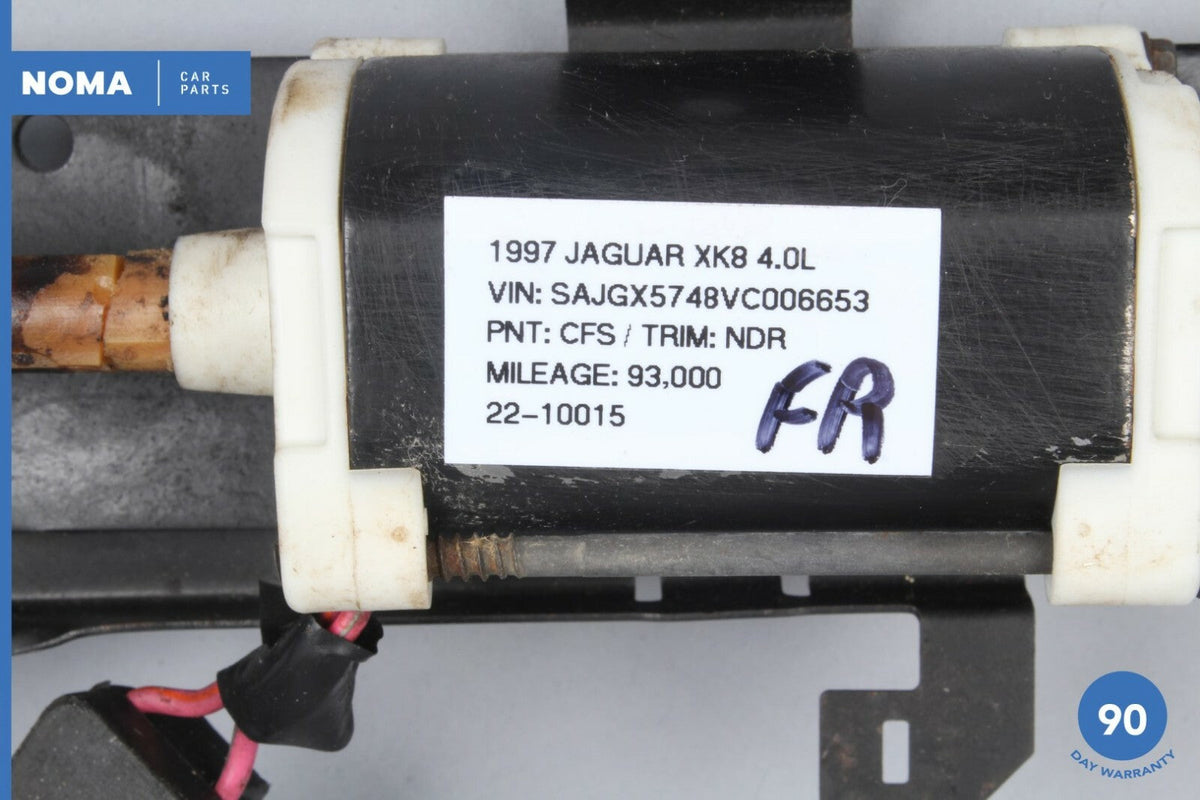 NOMA
CAR
PARTS
1997 JAGUAR XK8 4.0L
VIN: SAJGX5748VC006653
PNT: CFS / TRIM: NDR
MILEAGE: 93,000
22-10015
FR
90
DAY WARRANTY